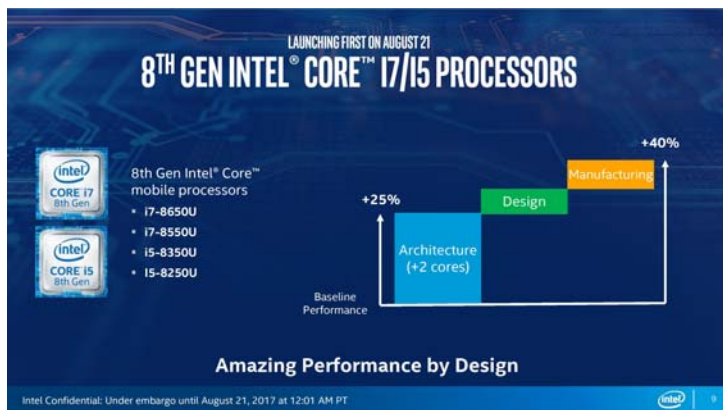 LAUNCHING FIRST ON AUGUST 21
8TH GEN INTEL® CORE™ I7/I5 PROCESSORS
intel
CORE i7
8th Gen
intel
CORE i5
8th Gen
8th Gen Intel® Core™
mobile processors
• i7-8650U
• i7-8550U
• i5-8350U
• I5-8250U
+40%
Manufacturing
+25%
Design
Architecture
(+2 cores)
Baseline
Performance
Amazing Performance by Design
Intel Confidential: Under embargo until August 21, 2017 at 12:01 AM PT
intel
9